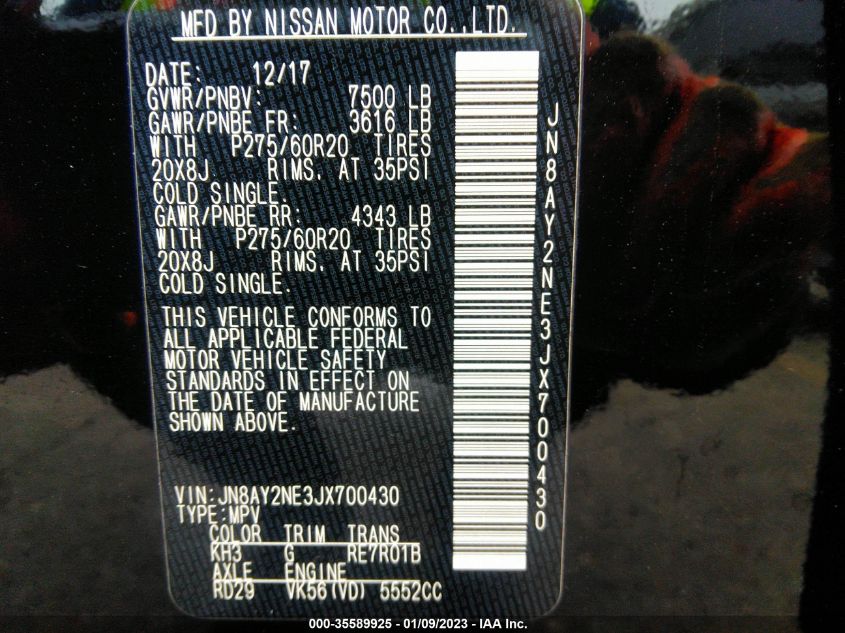 MFD BY NISSAN MOTOR CO.,LTD.
DATE: 12/17
GVWR/PNBV: 7500 LB
GAWR/PNBE FR: 3616 LB
WITH P275/60R20 TIRES
20X8J RIMS, AT 35PSI
COLD SINGLE.
GAWR/PNBE RR: 4343 LB
WITH P275/60R20 TIRES
20X8J RIMS, AT 35PSI
COLD SINGLE.
THIS VEHICLE CONFORMS TO
ALL APPLICABLE FEDERAL
MOTOR VEHICLE SAFETY
STANDARDS IN EFFECT ON
THE DATE OF MANUFACTURE
SHOWN ABOVE.
VIN:JN8AY2NE3JX700430
TYPE:MPV
COLOR TRIM TRANS
KH3 G RE7R01B
AXLE ENGINE
RD29 VK56(VD) 5552CC
JN8AY2NE3JX700430
000-35589925 - 01/09/2023 - IAA Inc.